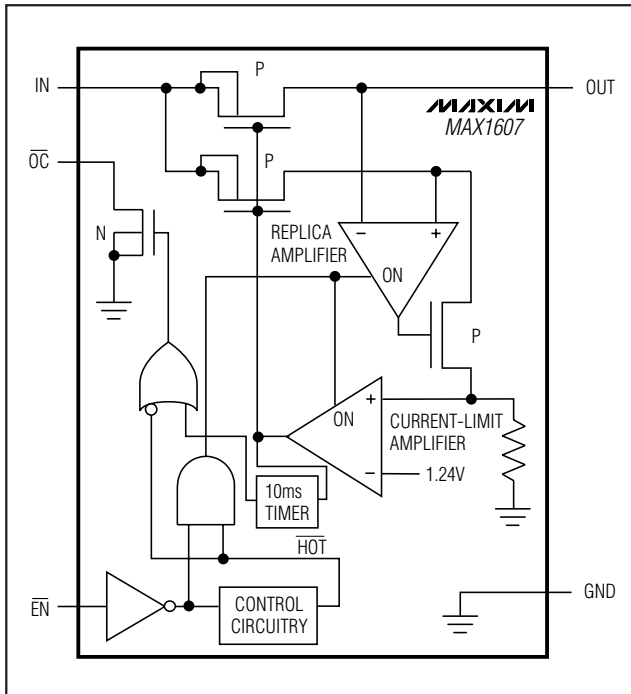 IN
P
OUT
MAXIM
MAX1607
OC
P
N
REPLICA
AMPLIFIER
−
+
ON
P
ON
+
CURRENT-LIMIT
AMPLIFIER
−
1.24V
10ms
TIMER
HOT
EN
CONTROL
CIRCUITRY
GND